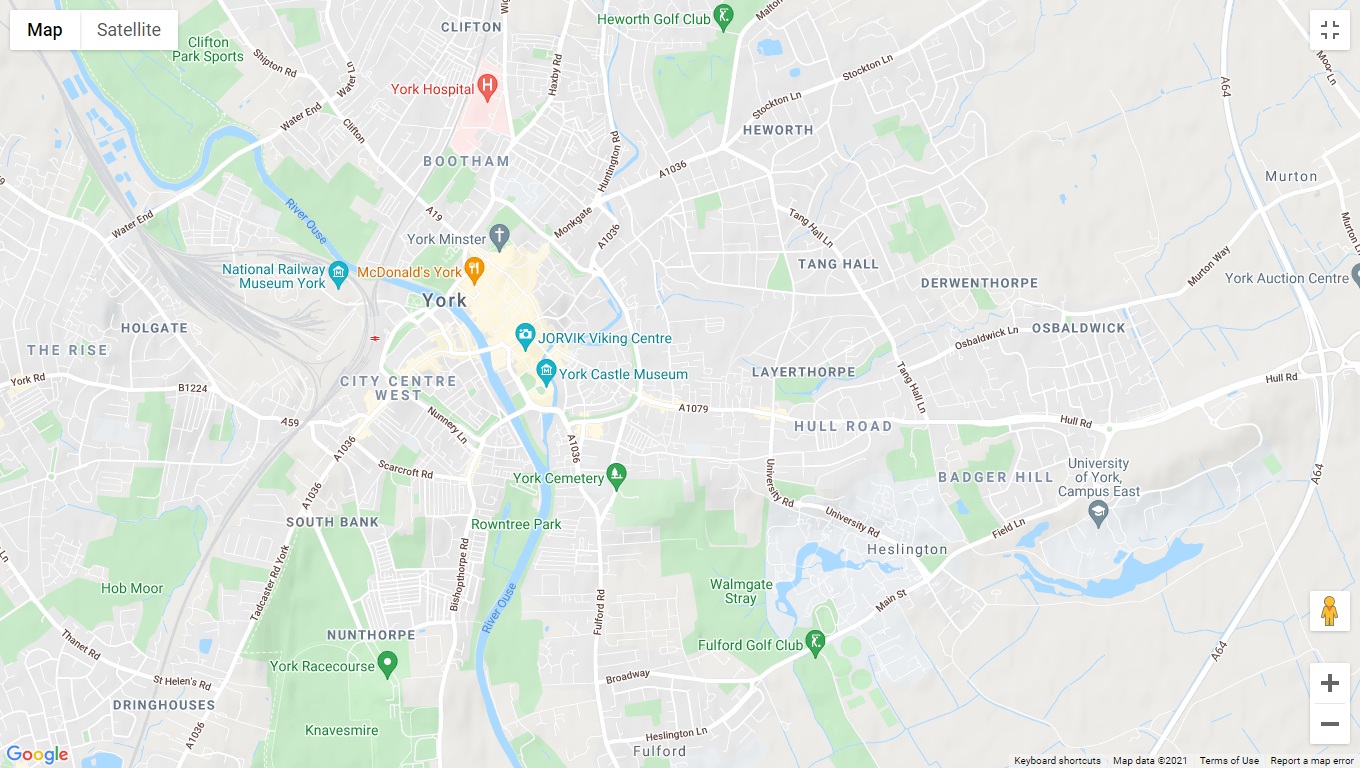 Map
Satellite
CLIFTON
Heworth Golf Club
Malton
Clifton
Park Sports
Shipton Rd
Water Ln
Haxby Rd
Stockton Ln
Moor Ln
A64
York Hospital
Stockton Ln
Water End
Clifton
HEWORTH
Huntington Rd
BOOTHAM
A1036
Murton
River Ouse
A19
Water End
Monkgate
Tang Hall Ln
Murton Ln
York Minster
A1036
National Railway
Museum York
McDonald's York
TANG HALL
Murton Way
York Auction Centre
DERWENTHORPE
York
HOLGATE
OSBALDWICK
Osbaldwick Ln
JORVIK Viking Centre
THE RISE
York Castle Museum
LAYERTHORPE
York Rd
B1224
CITY CENTRE
WEST
Tang Hall Ln
Hull Rd
A1079
A59
Nunnery Ln
HULL ROAD
Hull Rd
A1036
A1036
Scarcroft Rd
York Cemetery
University Rd
BADGER HILL
University
of York,
Campus East
A64
A1036
SOUTH BANK
Rowntree Park
University Rd
Field Ln
Heslington
Tadcaster Rd York
Bishopthorpe Rd
Hob Moor
Walmgate
Stray
Main St
River Ouse
Fulford Rd
NUNTHORPE
Thanet Rd
Fulford Golf Club
A64
York Racecourse
Broadway
St Helen's Rd
DRINGHOUSES
A1036
Knavesmire
Heslington Ln
Fulford
Google
Keyboard shortcuts
Map data ©2021
Terms of Use
Report a map error